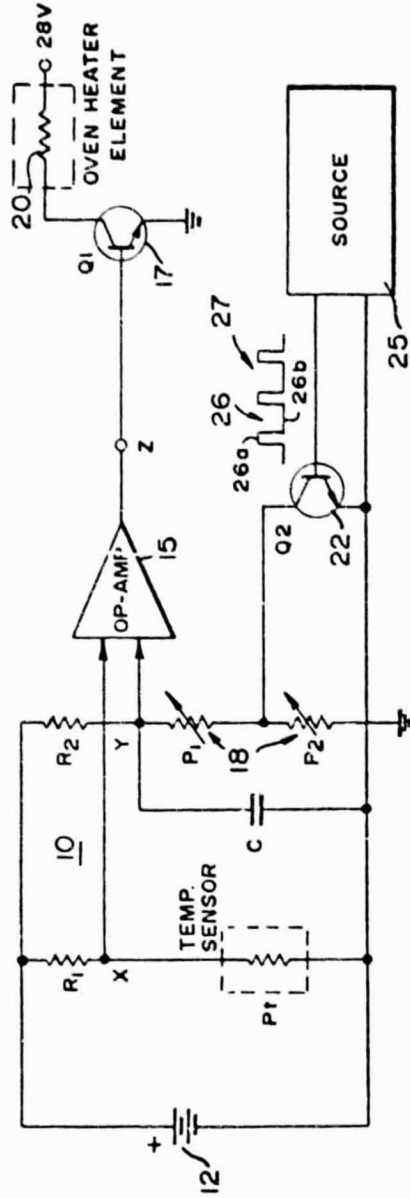 20
28V
OVEN HEATER
ELEMENT
Q1
17
Z
OP-AMP
15
R1
R2
10
X
Y
TEMP.
SENSOR
Pt
C
P1
18
P2
Q2
22
26a
26
26b
27
SOURCE
25
+
12